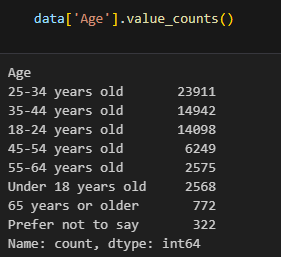 data['Age'].value_counts()
Age
25-34 years old 23911
35-44 years old 14942
18-24 years old 14098
45-54 years old 6249
55-64 years old 2575
Under 18 years old 2568
65 years or older 772
Prefer not to say 322
Name: count, dtype: int64